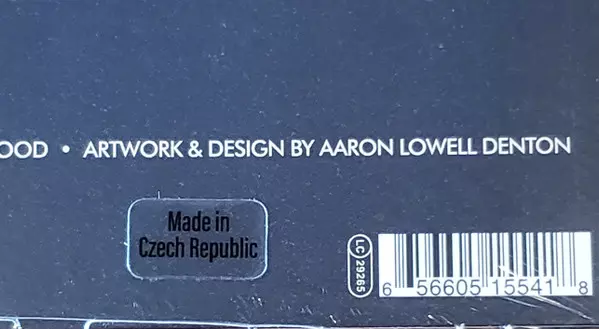 OOD • ARTWORK & DESIGN BY AARON LOWELL DENTON
Made in
Czech Republic
LC 29265
6 56605 15541 8